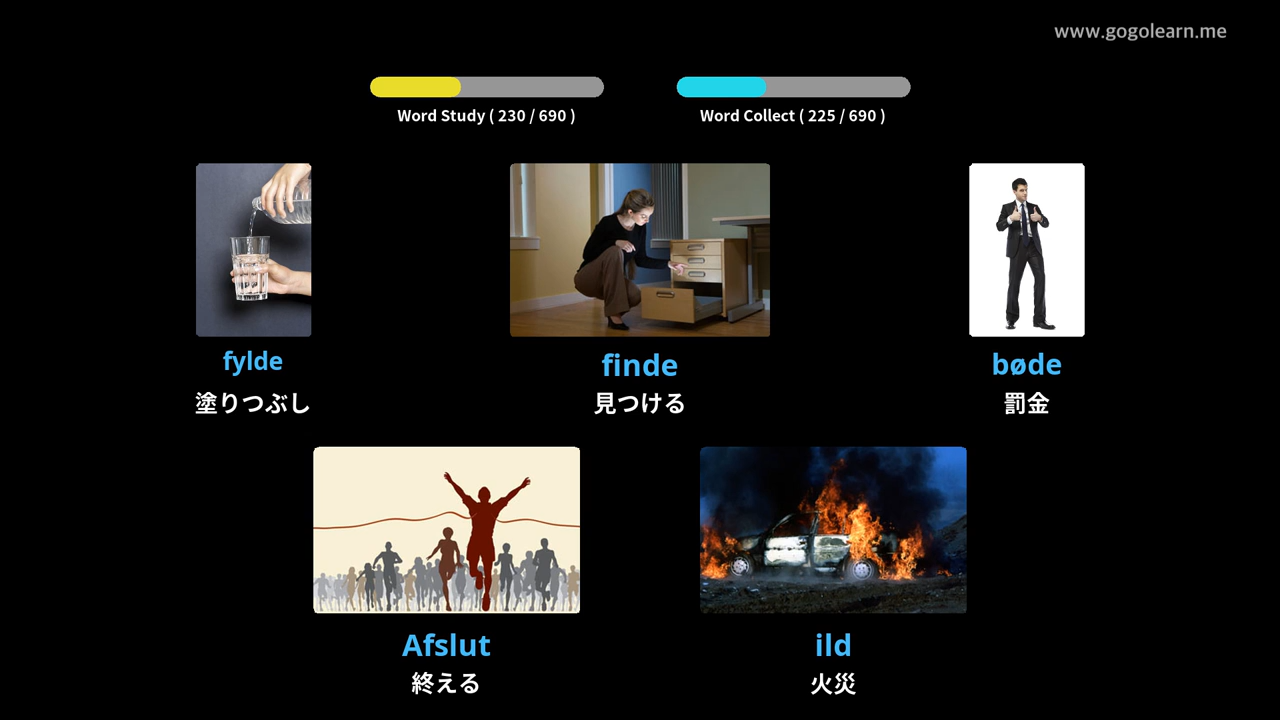 www.gogolearn.me
Word Study ( 230 / 690 )
Word Collect ( 225 / 690 )
fylde
塗りつぶし
finde
見つける
bøde
罰金
Afslut
終える
ild
火災